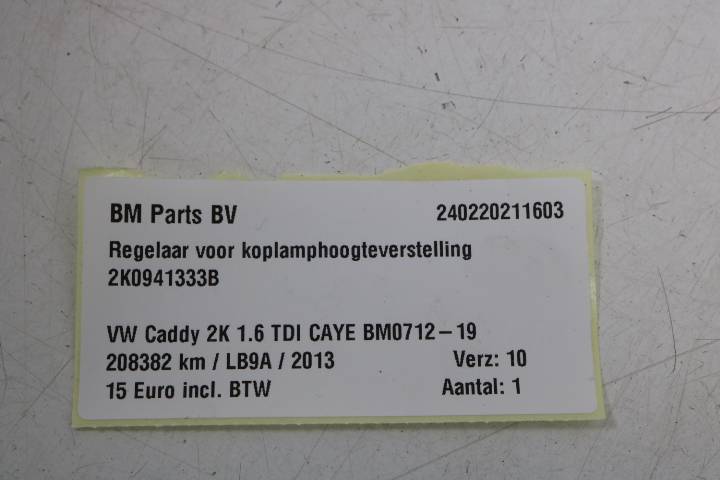 BM Parts BV 240220211603
Regelaar voor koplamphoogteverstelling
2K0941333B
VW Caddy 2K 1.6 TDI CAYE BM0712-19
208382 km / LB9A / 2013 Verz: 10
15 Euro incl. BTW Aantal: 1